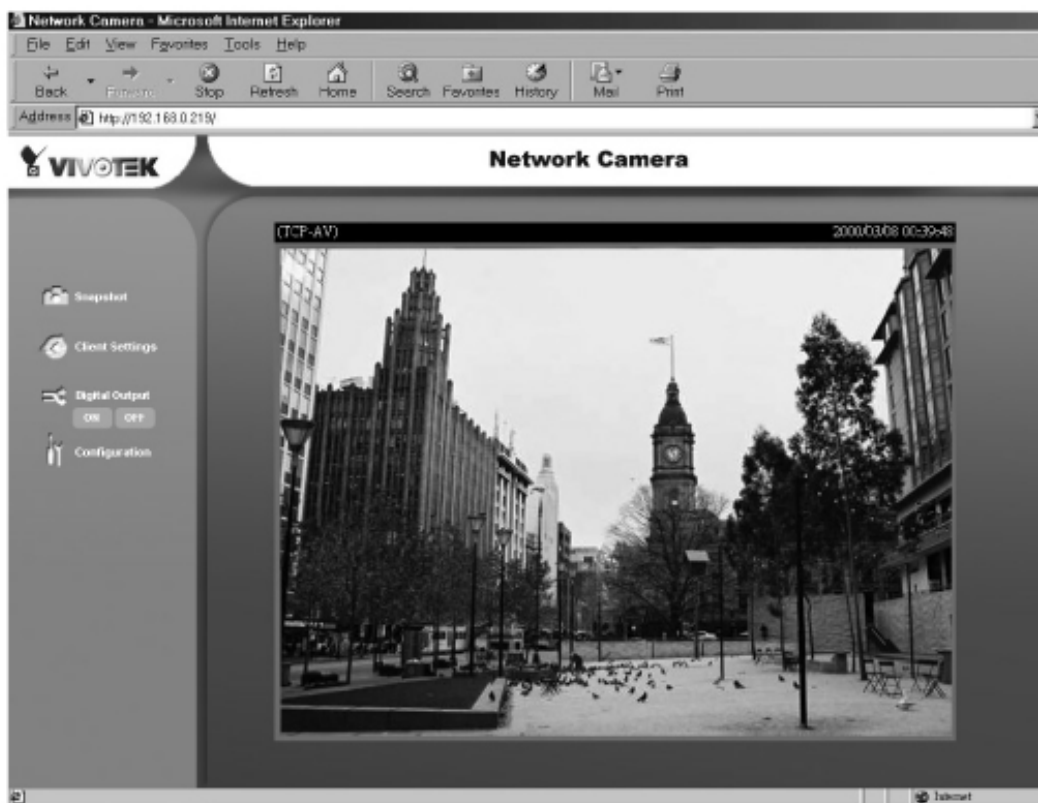 Network Camera - Microsoft Internet Explorer
File Edit View Favorites Tools Help
Back Forward Stop Refresh Home Search Favorites History Mail Print
Address http://192.168.0.219/
VIVOTEK
Network Camera
(TCP-AV) 2000/03/08 00:39:48
Snapshot
Client Settings
Digital Output
ON OFF
Configuration
Internet